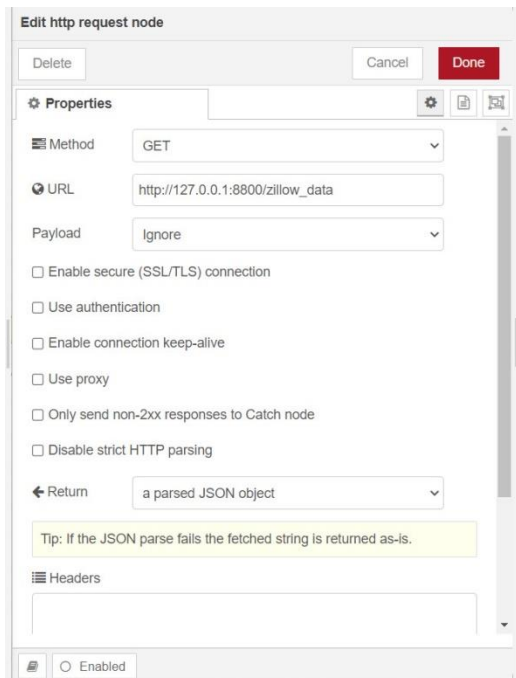 Edit http request node
Delete
Cancel
Done
Properties
Method
GET
URL
http://127.0.0.1:8800/zillow_data
Payload
Ignore
Enable secure (SSL/TLS) connection
Use authentication
Enable connection keep-alive
Use proxy
Only send non-2xx responses to Catch node
Disable strict HTTP parsing
Return
a parsed JSON object
Tip: If the JSON parse fails the fetched string is returned as-is.
Headers
Enabled